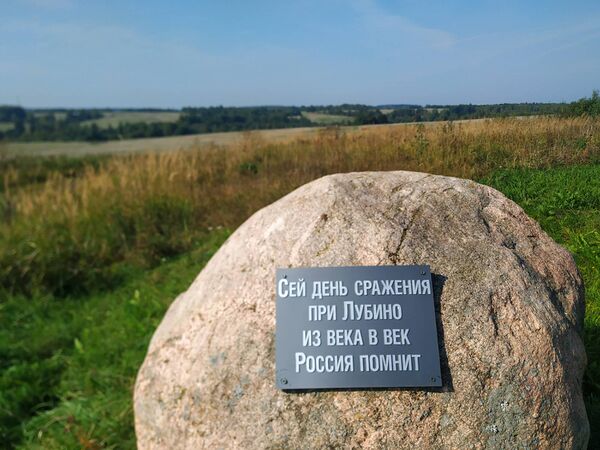 Сей день сражения
при Лубино
из века в век
Россия помнит